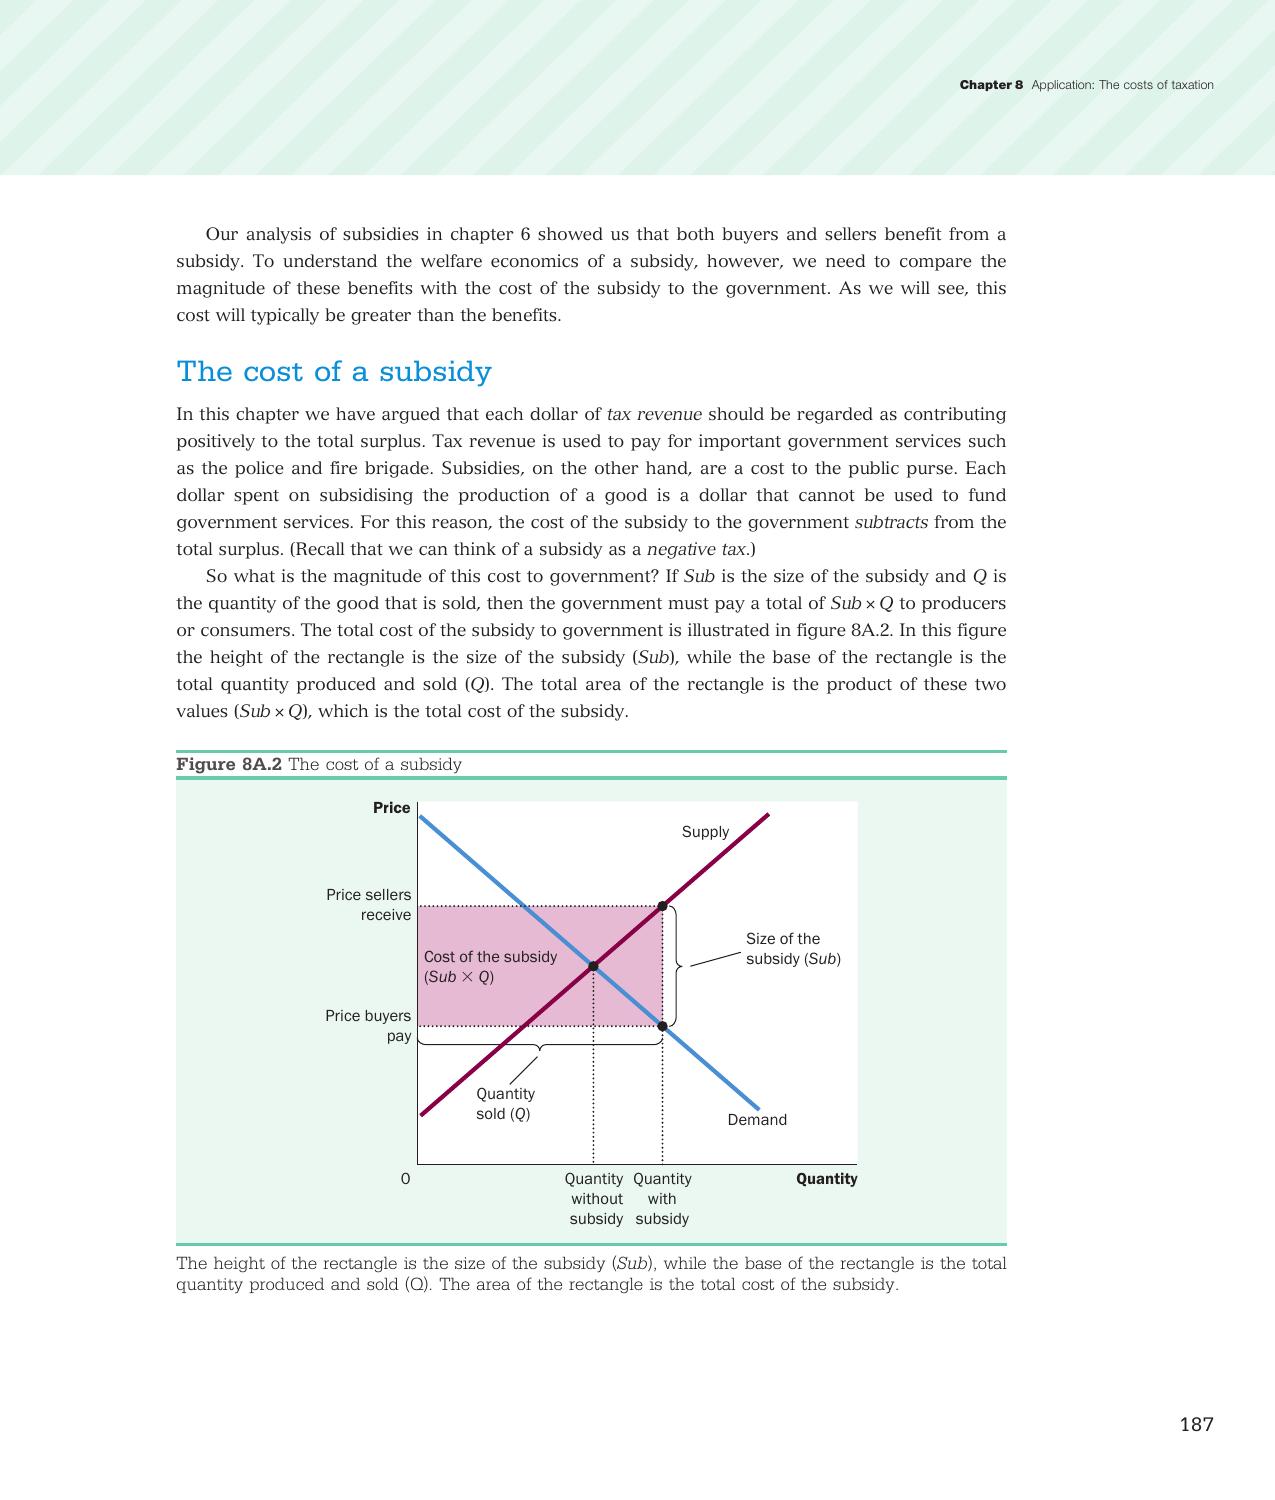 Chapter 8 Application: The costs of taxation
Our analysis of subsidies in chapter 6 showed us that both buyers and sellers benefit from a
subsidy. To understand the welfare economics of a subsidy, however, we need to compare the
magnitude of these benefits with the cost of the subsidy to the government. As we will see, this
cost will typically be greater than the benefits.
The cost of a subsidy
In this chapter we have argued that each dollar of tax revenue should be regarded as contributing
positively to the total surplus. Tax revenue is used to pay for important government services such
as the police and fire brigade. Subsidies, on the other hand, are a cost to the public purse. Each
dollar spent on subsidising the production of a good is a dollar that cannot be used to fund
government services. For this reason, the cost of the subsidy to the government subtracts from the
total surplus. (Recall that we can think of a subsidy as a negative tax.)
So what is the magnitude of this cost to government? If Sub is the size of the subsidy and Q is
the quantity of the good that is sold, then the government must pay a total of Sub × Q to producers
or consumers. The total cost of the subsidy to government is illustrated in figure 8A.2. In this figure
the height of the rectangle is the size of the subsidy (Sub), while the base of the rectangle is the
total quantity produced and sold (Q). The total area of the rectangle is the product of these two
values (Sub × Q), which is the total cost of the subsidy.
Figure 8A.2 The cost of a subsidy
Price
Supply
Price sellers
receive
Size of the
subsidy (Sub)
Cost of the subsidy
(Sub × Q)
Price buyers
pay
Quantity
sold (Q)
Demand
0
Quantity
without
subsidy
Quantity
with
subsidy
Quantity
The height of the rectangle is the size of the subsidy (Sub), while the base of the rectangle is the total
quantity produced and sold (Q). The area of the rectangle is the total cost of the subsidy.
187